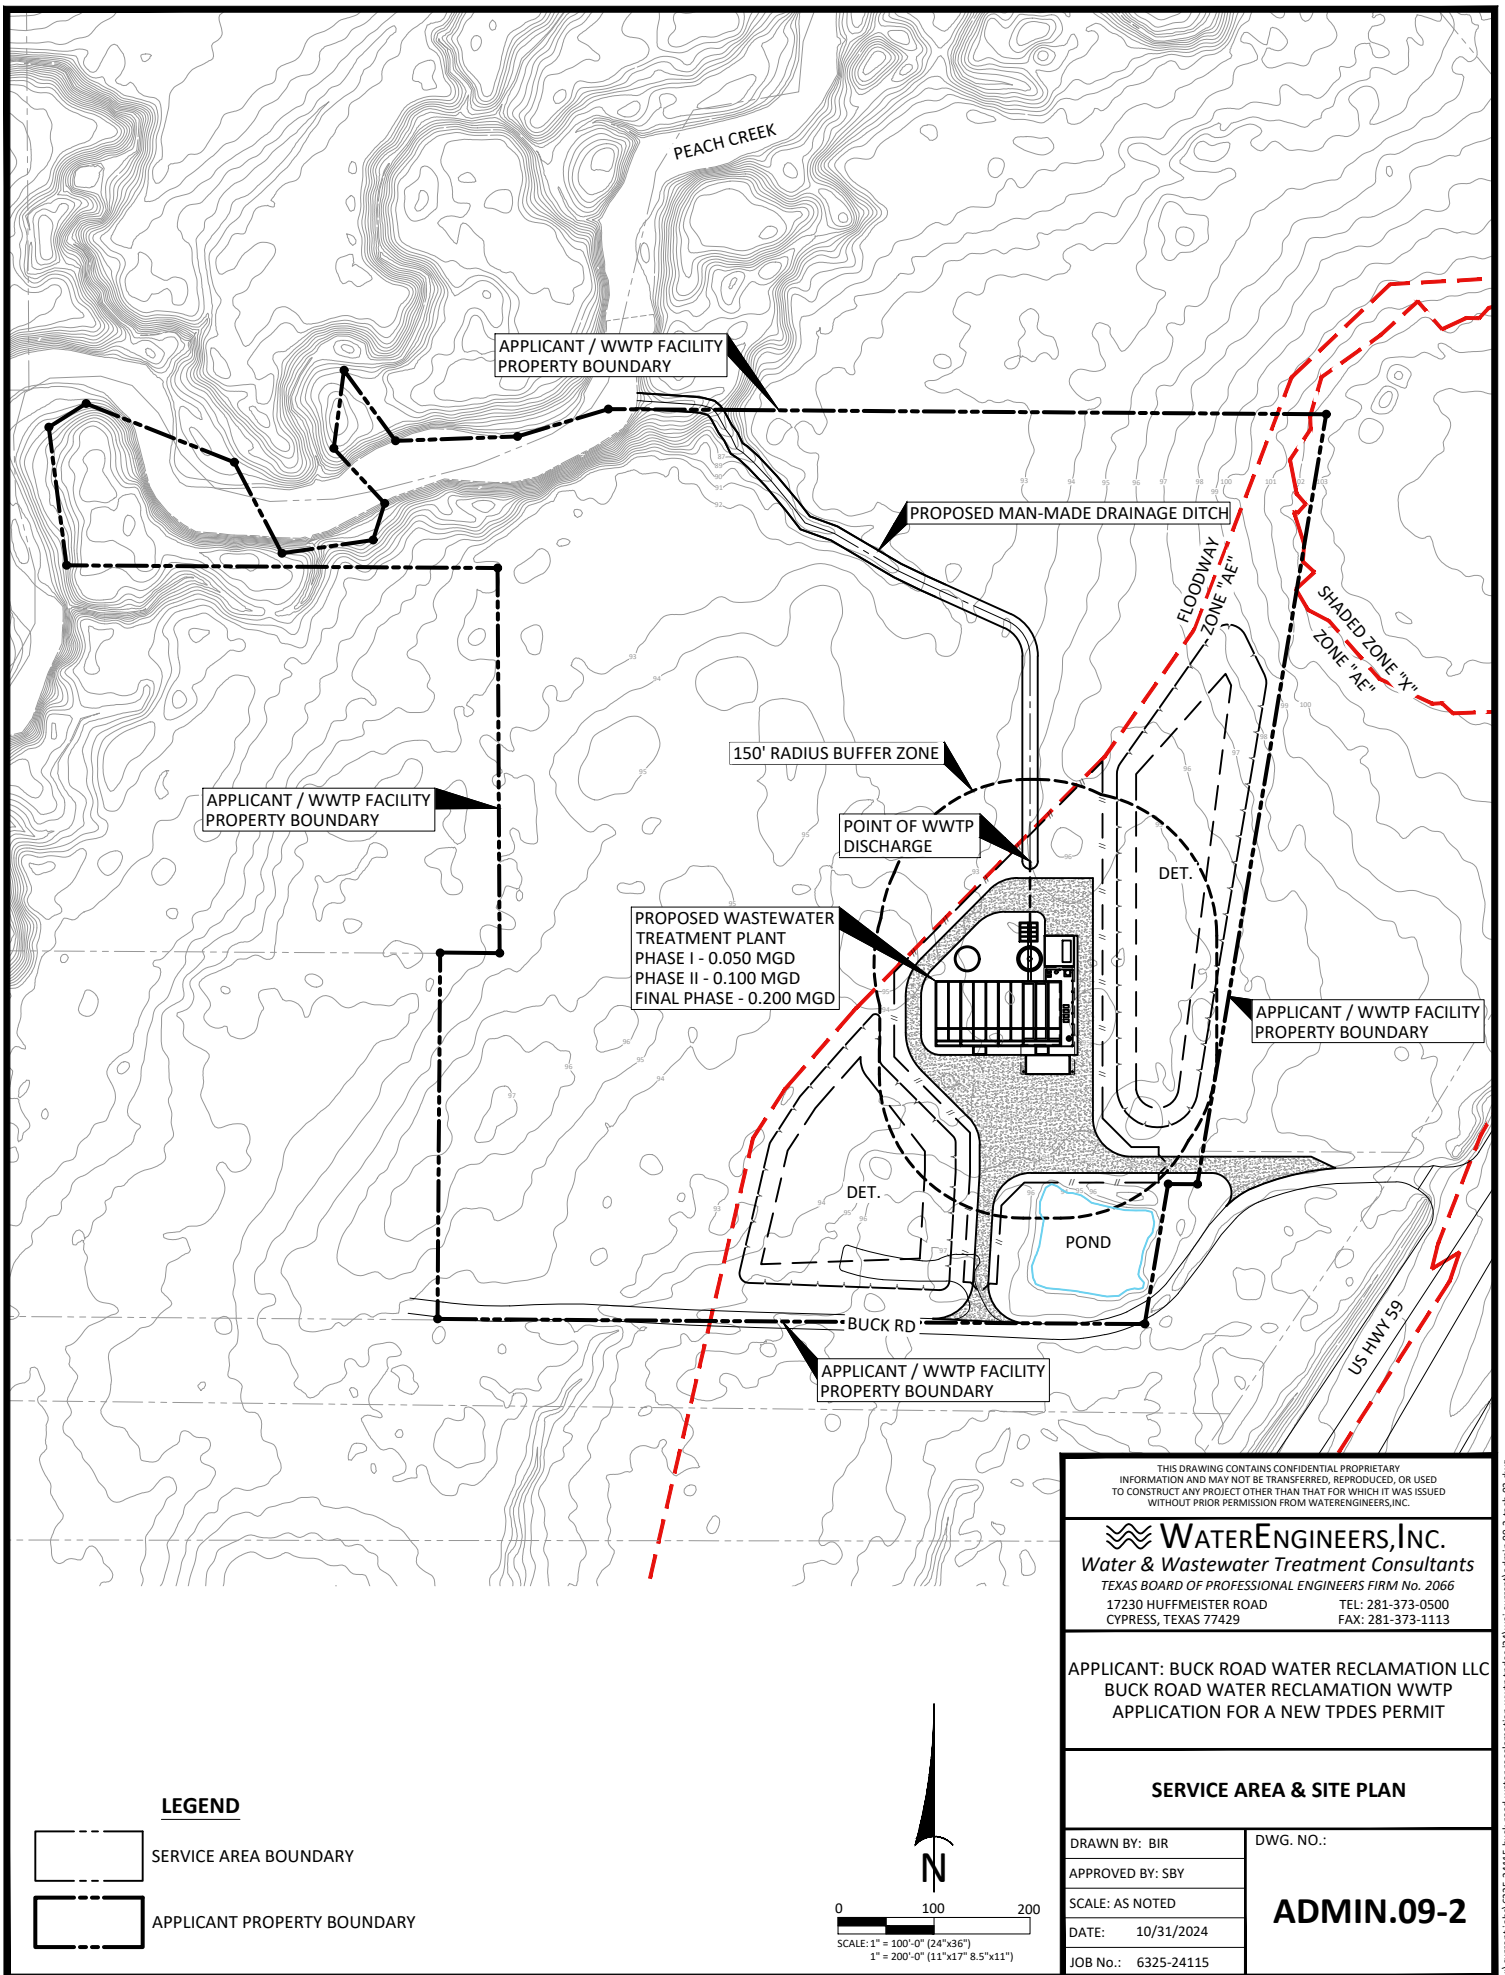 PEACH CREEK
APPLICANT / WWTP FACILITY
PROPERTY BOUNDARY
PROPOSED MAN-MADE DRAINAGE DITCH
FLOODWAY
ZONE "AE"
SHADED ZONE "X"
ZONE "AE"
150' RADIUS BUFFER ZONE
APPLICANT / WWTP FACILITY
PROPERTY BOUNDARY
POINT OF WWTP
DISCHARGE
DET.
PROPOSED WASTEWATER
TREATMENT PLANT
PHASE I - 0.050 MGD
PHASE II - 0.100 MGD
FINAL PHASE - 0.200 MGD
APPLICANT / WWTP FACILITY
PROPERTY BOUNDARY
DET.
POND
BUCK RD
US HWY 59
APPLICANT / WWTP FACILITY
PROPERTY BOUNDARY
THIS DRAWING CONTAINS CONFIDENTIAL PROPRIETARY
INFORMATION AND MAY NOT BE TRANSFERRED, REPRODUCED, OR USED
TO CONSTRUCT ANY PROJECT OTHER THAN THAT FOR WHICH IT WAS ISSUED
WITHOUT PRIOR PERMISSION FROM WATERENGINEERS,INC.
WATERENGINEERS,INC.
Water & Wastewater Treatment Consultants
TEXAS BOARD OF PROFESSIONAL ENGINEERS FIRM No. 2066
17230 HUFFMEISTER ROAD TEL: 281-373-0500
CYPRESS, TEXAS 77429 FAX: 281-373-1113
APPLICANT: BUCK ROAD WATER RECLAMATION LLC
BUCK ROAD WATER RECLAMATION WWTP
APPLICATION FOR A NEW TPDES PERMIT
SERVICE AREA & SITE PLAN
DRAWN BY: BIR
APPROVED BY: SBY
SCALE: AS NOTED
DATE: 10/31/2024
JOB No.: 6325-24115
DWG. NO.:
ADMIN.09-2
LEGEND
SERVICE AREA BOUNDARY
APPLICANT PROPERTY BOUNDARY
N
0 100 200
SCALE: 1" = 100'-0" (24"x36")
1" = 200'-0" (11"x17" 8.5"x11")